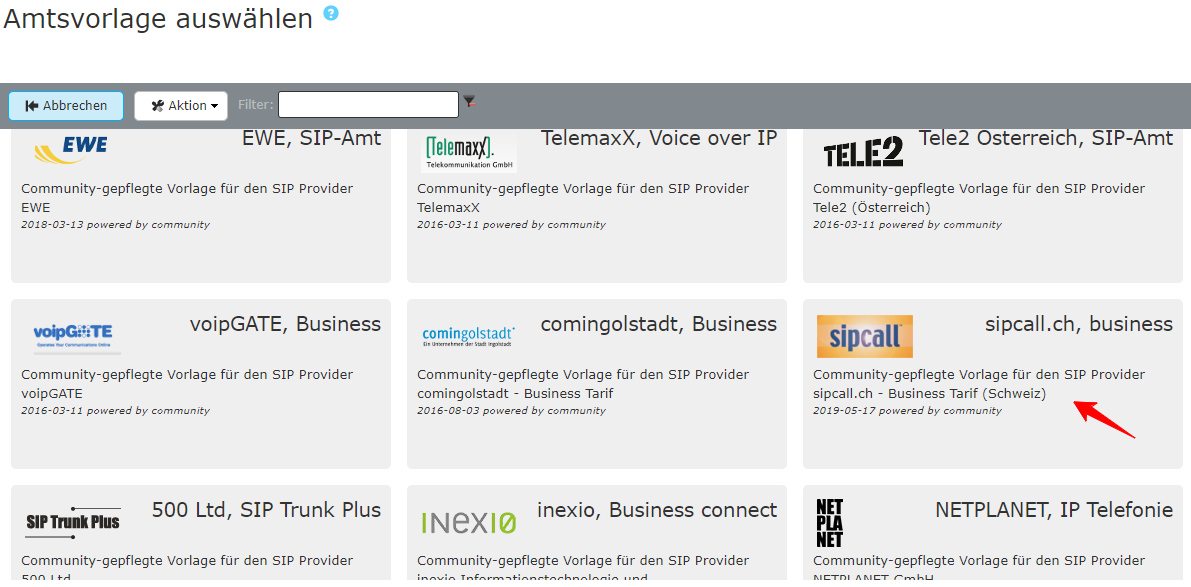 Amtsvorlage auswählen ?
Abbrechen Aktion Filter:
EWE EWE, SIP-Amt
Community-gepflegte Vorlage für den SIP Provider
EWE
2018-03-13 powered by community
[Telemaxx]. TelemaxX, Voice over IP
Telekommunikation GmbH
Community-gepflegte Vorlage für den SIP Provider
TelemaxX
2016-03-11 powered by community
TELE2 Tele2 Österreich, SIP-Amt
Community-gepflegte Vorlage für den SIP Provider
Tele2 (Österreich)
2016-03-11 powered by community
voipGATE voipGATE, Business
Operates Your Communications Online
Community-gepflegte Vorlage für den SIP Provider
voipGATE
2016-03-11 powered by community
comingolstadt comingolstadt, Business
Ein Unternehmen der Stadt Ingolstadt
Community-gepflegte Vorlage für den SIP Provider
comingolstadt - Business Tarif
2016-08-03 powered by community
sipcall sipcall.ch, business
Community-gepflegte Vorlage für den SIP Provider
sipcall.ch - Business Tarif (Schweiz)
2019-05-17 powered by community
SIP Trunk Plus 500 Ltd, SIP Trunk Plus
Community-gepflegte Vorlage für den SIP Provider
500 Ltd
inexio inexio, Business connect
Community-gepflegte Vorlage für den SIP Provider
inexio Informationstechnologie und
NET
PLA
NET
NETPLANET, IP Telefonie
Community-gepflegte Vorlage für den SIP Provider
NETPLANET GmbH